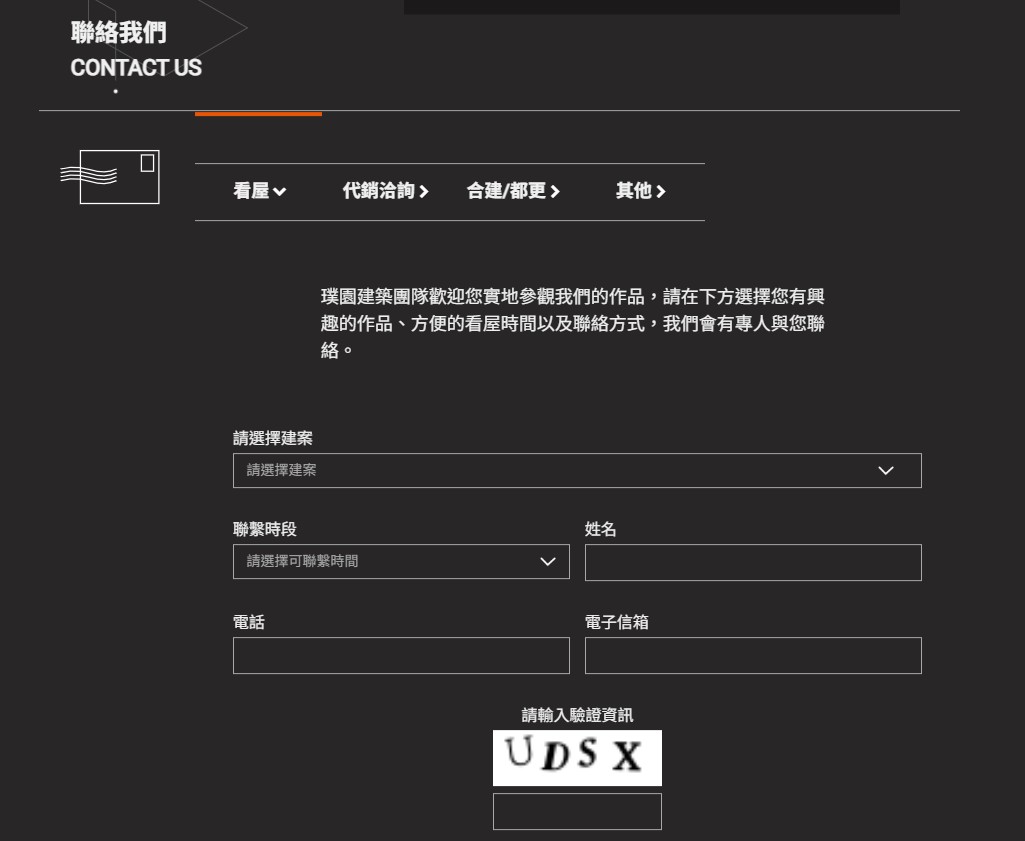 聯絡我們
CONTACT US
看屋 代銷洽詢 合建/都更 其他
璞園建築團隊歡迎您實地參觀我們的作品，請在下方選擇您有興
趣的作品、方便的看屋時間以及聯絡方式，我們會有專人與您聯
絡。
請選擇建案
請選擇建案
聯繫時段 姓名
請選擇可聯繫時間
電話 電子信箱
請輸入驗證資訊
UDSX